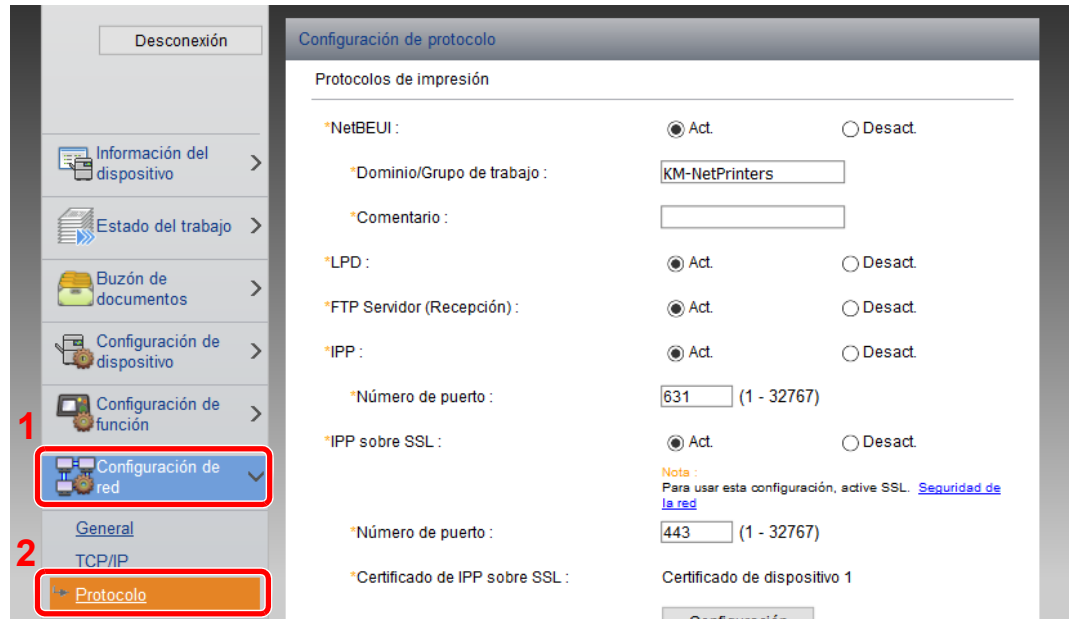 Desconexión
Información del
dispositivo
Estado del trabajo
Buzón de
documentos
Configuración de
dispositivo
Configuración de
función
1
Configuración de
red
General
2
TCP/IP
Protocolo
Configuración de protocolo
Protocolos de impresión
*NetBEUI : Act. Desact.
*Dominio/Grupo de trabajo : KM-NetPrinters
*Comentario :
*LPD : Act. Desact.
*FTP Servidor (Recepción) : Act. Desact.
*IPP : Act. Desact.
*Número de puerto : 631 (1 - 32767)
*IPP sobre SSL : Act. Desact.
Nota :
Para usar esta configuración, active SSL. Seguridad de
la red
*Número de puerto : 443 (1 - 32767)
*Certificado de IPP sobre SSL : Certificado de dispositivo 1
Configuración